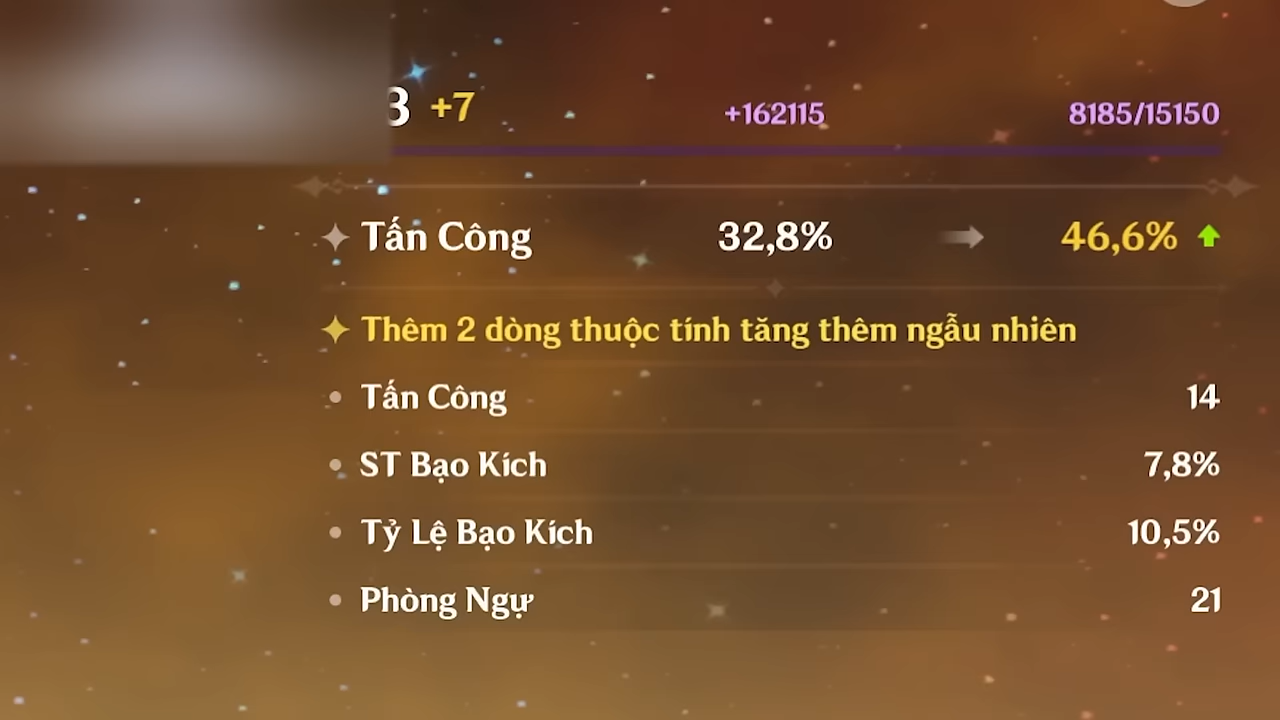 3 +7 +162115 8185/15150
Tấn Công 32,8% 46,6%
Thêm 2 dòng thuộc tính tăng thêm ngẫu nhiên
Tấn Công 14
ST Bạo Kích 7,8%
Tỷ Lệ Bạo Kích 10,5%
Phòng Ngự 21